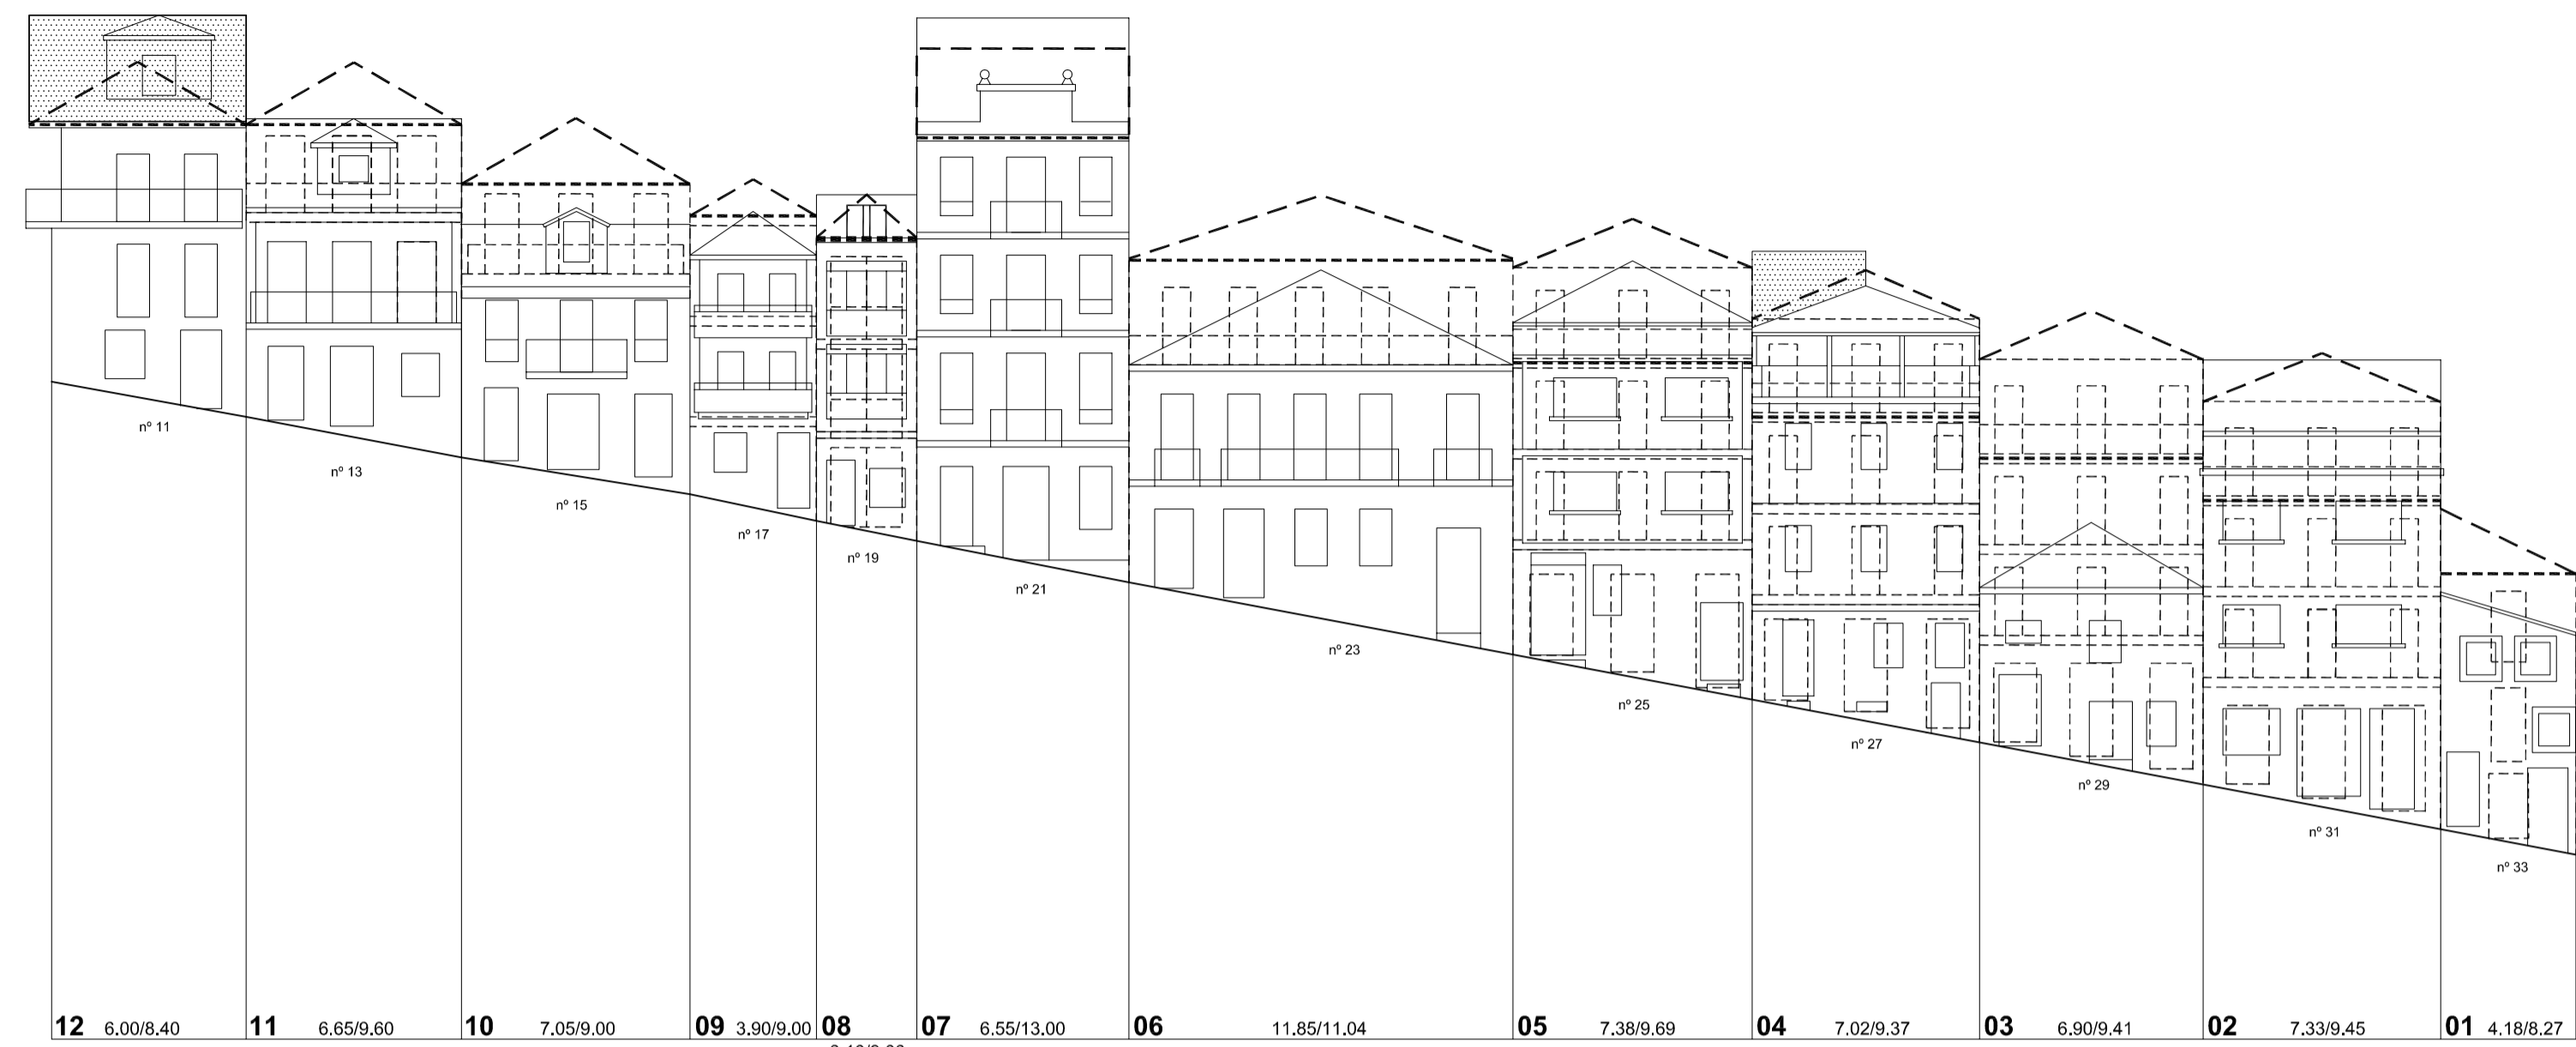 nº 11
nº 13
nº 15
nº 17
nº 19
nº 21
nº 23
nº 25
nº 27
nº 29
nº 31
nº 33
12 6.00/8.40
11 6.65/9.60
10 7.05/9.00
09 3.90/9.00
08
07 6.55/13.00
06 11.85/11.04
05 7.38/9.69
04 7.02/9.37
03 6.90/9.41
02 7.33/9.45
01 4.18/8.27